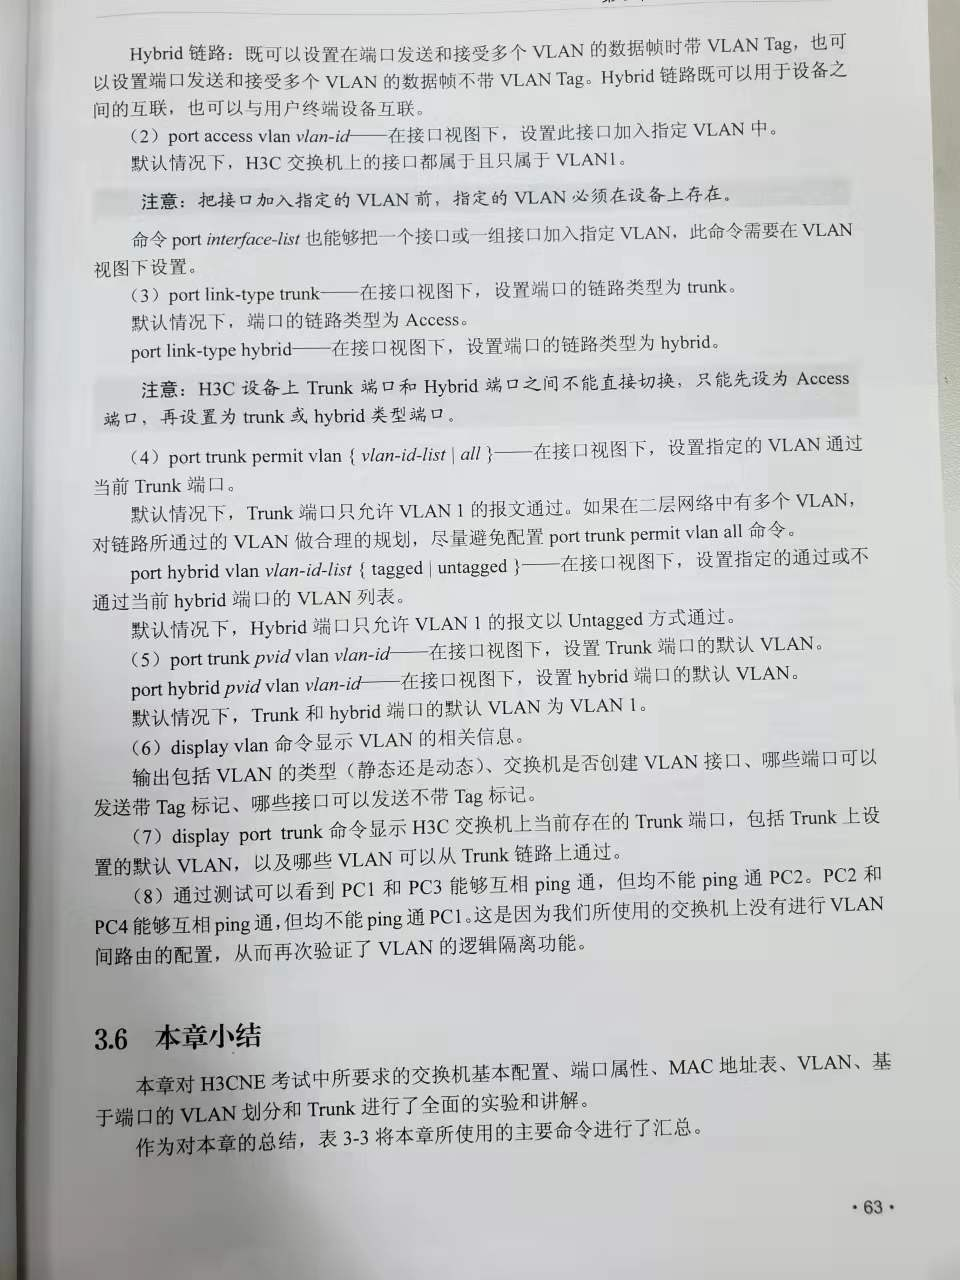 Hybrid 链路：既可以设置在端口发送和接受多个 VLAN 的数据帧时带 VLAN Tag，也可
以设置端口发送和接受多个 VLAN 的数据帧不带 VLAN Tag。Hybrid 链路既可以用于设备之
间的互联，也可以与用户终端设备互联。
（2）port access vlan vlan-id——在接口视图下，设置此接口加入指定 VLAN 中。
默认情况下，H3C 交换机上的接口都属于且只属于 VLAN1。
注意：把接口加入指定的 VLAN 前，指定的 VLAN 必须在设备上存在。
命令 port interface-list 也能够把一个接口或一组接口加入指定 VLAN，此命令需要在 VLAN
视图下设置。
（3）port link-type trunk——在接口视图下，设置端口的链路类型为 trunk。
默认情况下，端口的链路类型为 Access。
port link-type hybrid——在接口视图下，设置端口的链路类型为 hybrid。
注意：H3C 设备上 Trunk 端口和 Hybrid 端口之间不能直接切换，只能先设为 Access
端口，再设置为 trunk 或 hybrid 类型端口。
（4）port trunk permit vlan { vlan-id-list | all }——在接口视图下，设置指定的 VLAN 通过
当前 Trunk 端口。
默认情况下，Trunk 端口只允许 VLAN 1 的报文通过。如果在二层网络中有多个 VLAN，
对链路所通过的 VLAN 做合理的规划，尽量避免配置 port trunk permit vlan all 命令。
port hybrid vlan vlan-id-list { tagged | untagged }——在接口视图下，设置指定的通过或不
通过当前 hybrid 端口的 VLAN 列表。
默认情况下，Hybrid 端口只允许 VLAN 1 的报文以 Untagged 方式通过。
（5）port trunk pvid vlan vlan-id——在接口视图下，设置 Trunk 端口的默认 VLAN。
port hybrid pvid vlan vlan-id——在接口视图下，设置 hybrid 端口的默认 VLAN。
默认情况下，Trunk 和 hybrid 端口的默认 VLAN 为 VLAN 1。
（6）display vlan 命令显示 VLAN 的相关信息。
输出包括 VLAN 的类型（静态还是动态）、交换机是否创建 VLAN 接口、哪些端口可以
发送带 Tag 标记、哪些接口可以发送不带 Tag 标记。
（7）display port trunk 命令显示 H3C 交换机上当前存在的 Trunk 端口，包括 Trunk 上设
置的默认 VLAN，以及哪些 VLAN 可以从 Trunk 链路上通过。
（8）通过测试可以看到 PC1 和 PC3 能够互相 ping 通，但均不能 ping 通 PC2。PC2 和
PC4 能够互相 ping 通，但均不能 ping 通 PC1。这是因为我们所使用的交换机上没有进行 VLAN
间路由的配置，从而再次验证了 VLAN 的逻辑隔离功能。
3.6 本章小结
本章对 H3CNE 考试中所要求的交换机基本配置、端口属性、MAC 地址表、VLAN、基
于端口的 VLAN 划分和 Trunk 进行了全面的实验和讲解。
作为对本章的总结，表 3-3 将本章所使用的主要命令进行了汇总。
·63·